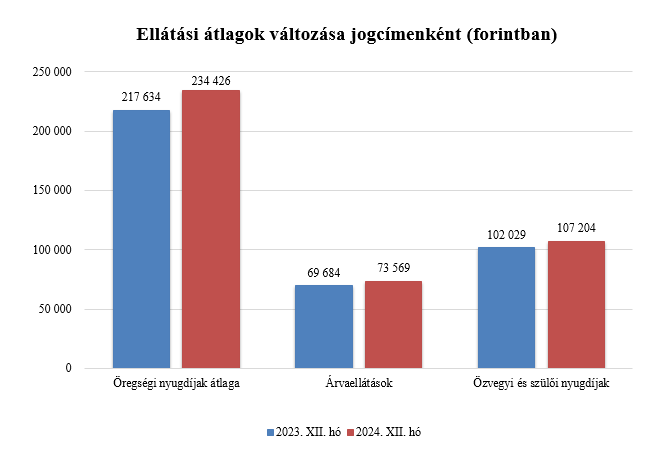 Ellátási átlagok változása jogcímenként (forintban)
250 000
200 000
150 000
100 000
50 000
0
217 634
234 426
69 684
73 569
102 029
107 204
Öregségi nyugdíjak átlaga
Árvaellátások
Özvegyi és szülői nyugdíjak
2023. XII. hó
2024. XII. hó